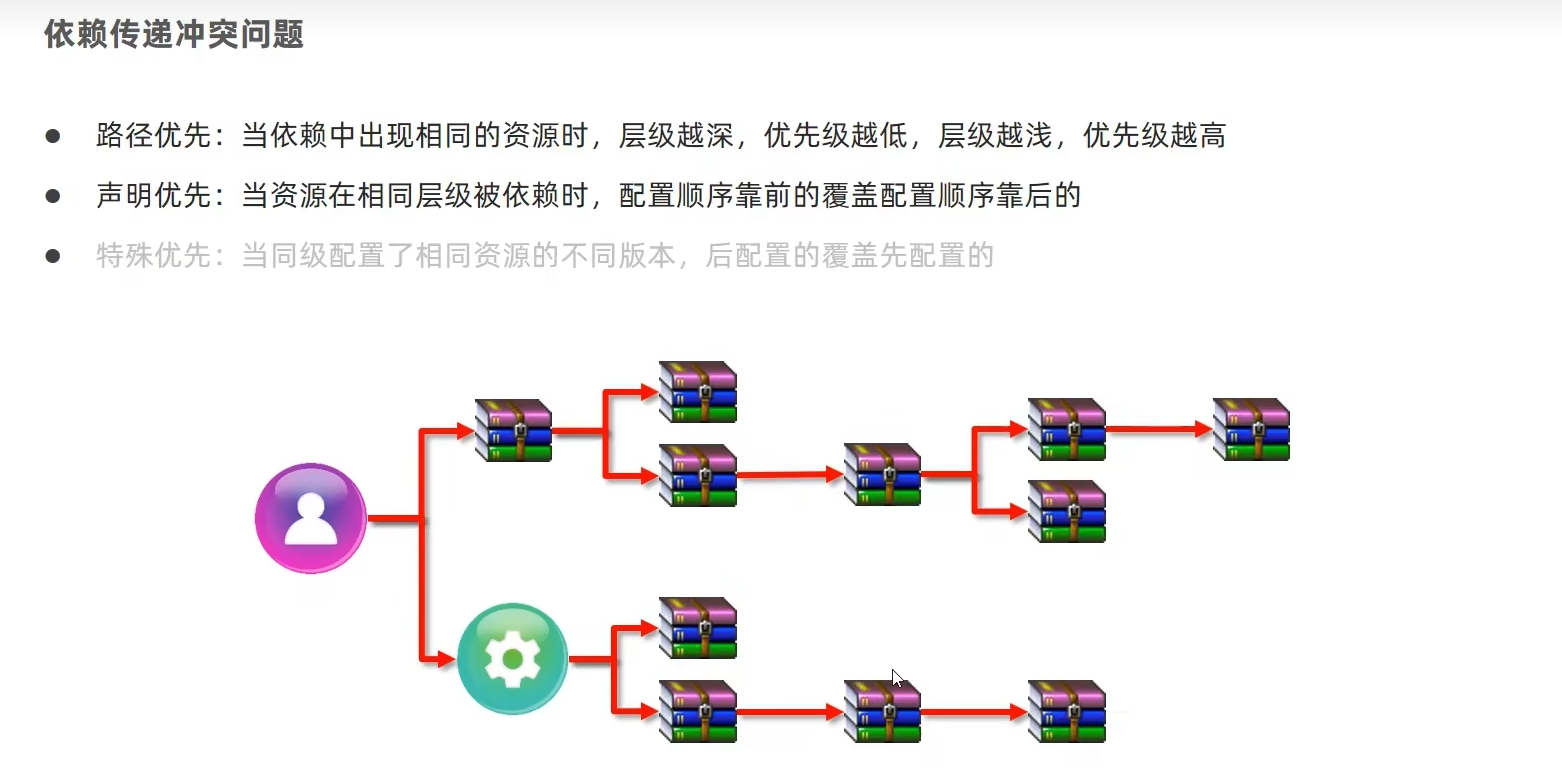 依赖传递冲突问题
● 路径优先：当依赖中出现相同的资源时，层级越深，优先级越低，层级越浅，优先级越高
● 声明优先：当资源在相同层级被依赖时，配置顺序靠前的覆盖配置顺序靠后的
● 特殊优先：当同级配置了相同资源的不同版本，后配置的覆盖先配置的